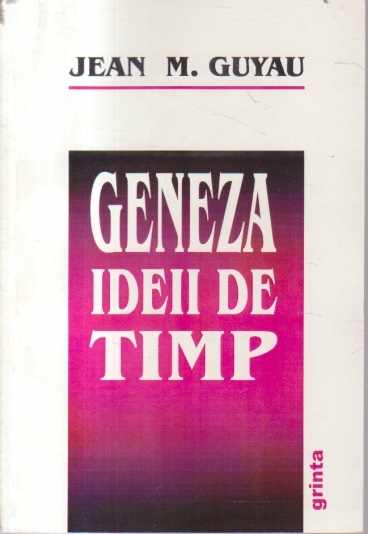 JEAN M. GUYAU
GENEZA
IDEII DE
TIMP
grinta